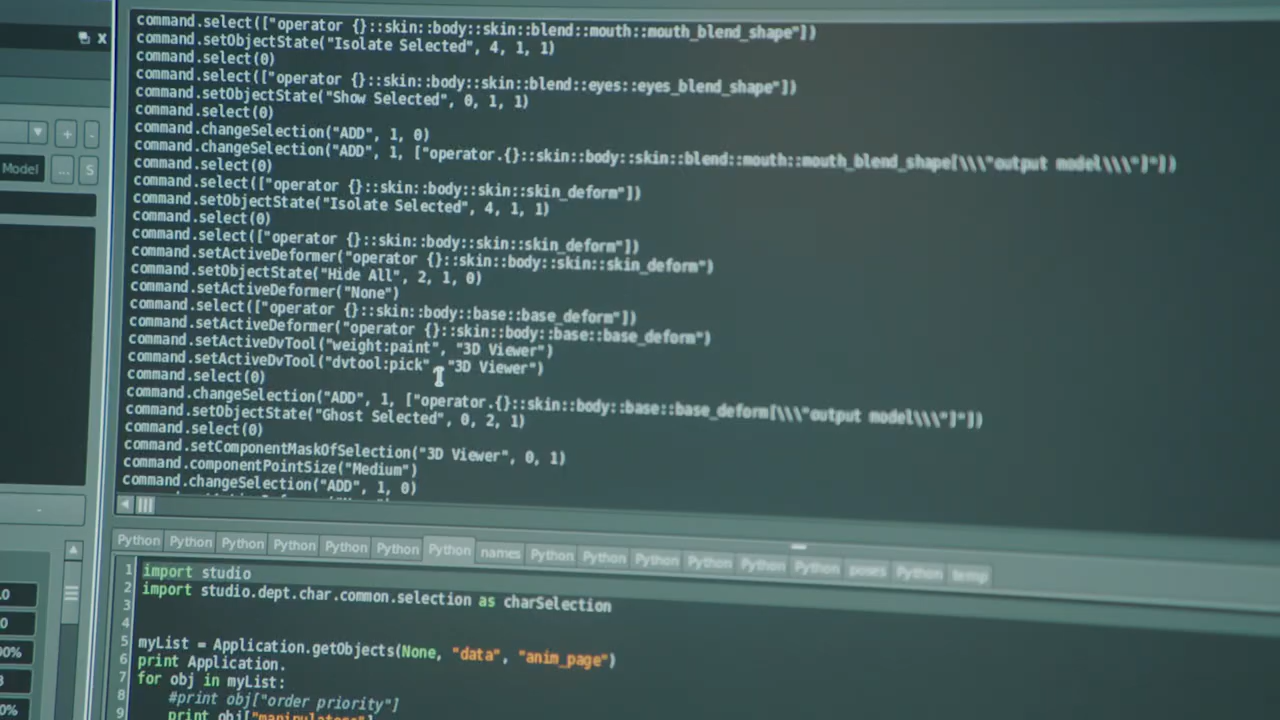 command.select(["operator {}::skin::body::skin::blend::mouth::mouth_blend_shape"])
command.setObjectState("Isolate Selected", 4, 1, 1)
command.select(0)
command.select(["operator {}::skin::body::skin::blend::eyes::eyes_blend_shape"])
command.setObjectState("Show Selected", 0, 1, 1)
command.select(0)
command.changeSelection("ADD", 1, 0)
command.changeSelection("ADD", 1, ["operator.{}::skin::body::skin::blend::mouth::mouth_blend_shape[\\\"output model\\\"]"])
command.select(0)
command.select(["operator {}::skin::body::skin::skin_deform"])
command.setObjectState("Isolate Selected", 4, 1, 1)
command.select(0)
command.select(["operator {}::skin::body::skin::skin_deform"])
command.setActiveDeformer("operator {}::skin::body::skin::skin_deform")
command.setObjectState("Hide All", 2, 1, 0)
command.setActiveDeformer("None")
command.select(["operator {}::skin::body::base::base_deform"])
command.setActiveDeformer("operator {}::skin::body::base::base_deform")
command.setActiveDvTool("weight:paint", "3D Viewer")
command.setActiveDvTool("dvtool:pick", "3D Viewer")
command.select(0)
command.changeSelection("ADD", 1, ["operator.{}::skin::body::base::base_deform[\\\"output model\\\"]"])
command.setObjectState("Ghost Selected", 0, 2, 1)
command.select(0)
command.setComponentMaskOfSelection("3D Viewer", 0, 1)
command.componentPointSize("Medium")
command.changeSelection("ADD", 1, 0)
Model ... S
Python Python Python Python Python Python Python names Python Python Python Python Python Python poses Python temp
1 import studio
2 import studio.dept.char.common.selection as charSelection
3
4
5 myList = Application.getObjects(None, "data", "anim_page")
6 print Application.
7 for obj in myList:
8 #print obj["order priority"]
9 print obj["manipulators"]
.0
0
00%
3
0%